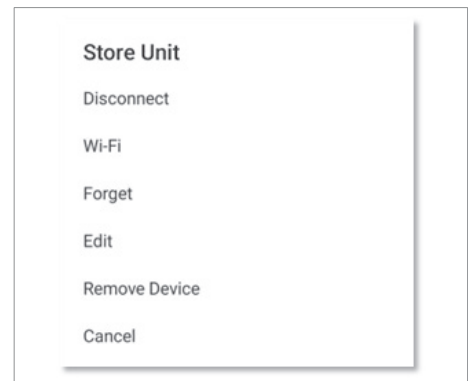 Store Unit
Disconnect
Wi-Fi
Forget
Edit
Remove Device
Cancel